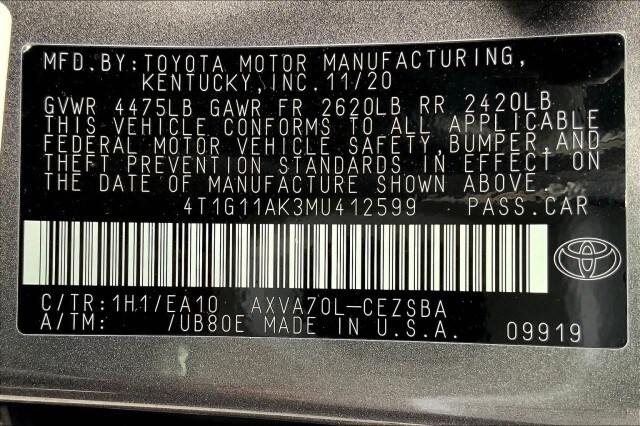 MFD.BY:TOYOTA MOTOR MANUFACTURING,
KENTUCKY,INC.11/20
GVWR 4475LB GAWR FR 2620LB RR 2420LB
THIS VEHICLE CONFORMS TO ALL APPLICABLE
FEDERAL MOTOR VEHICLE SAFETY, BUMPER, AND
THEFT PREVENTION STANDARDS IN EFFECT ON
THE DATE OF MANUFACTURE SHOWN ABOVE.
4T1G11AK3MU412599 PASS.CAR
C/TR:1H1/EA10 AXVA70L-CEZSBA
A/TM: /UB80E MADE IN U.S.A. 09919